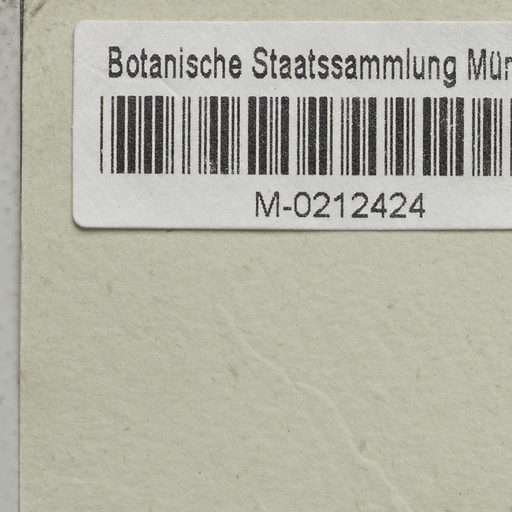 Botanische Staatssammlung Mün
M-0212424